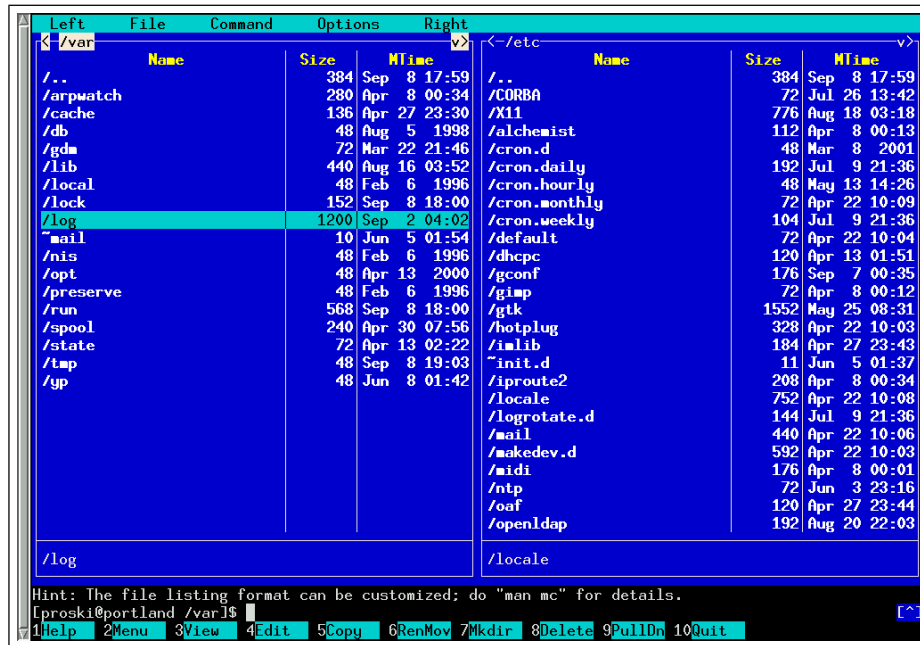 Left File Command Options Right
< /var v> <-/etc v>
Name Size MTime Name Size MTime
/.. 384 Sep 8 17:59 /.. 384 Sep 8 17:59
/arpwatch 280 Apr 8 00:34 /CORBA 72 Jul 26 13:42
/cache 136 Apr 27 23:30 /X11 776 Aug 18 03:18
/db 48 Aug 5 1998 /alchemist 112 Apr 8 00:13
/gdm 72 Mar 22 21:46 /cron.d 48 Mar 8 2001
/lib 440 Aug 16 03:52 /cron.daily 192 Jul 9 21:36
/local 48 Feb 6 1996 /cron.hourly 48 May 13 14:26
/lock 152 Sep 8 18:00 /cron.monthly 72 Apr 22 10:09
/log 1200 Sep 2 04:02 /cron.weekly 104 Jul 9 21:36
~mail 10 Jun 5 01:54 /default 72 Apr 22 10:04
/nis 48 Feb 6 1996 /dhcpc 120 Apr 13 01:51
/opt 48 Apr 13 2000 /gconf 176 Sep 7 00:35
/preserve 48 Feb 6 1996 /gimp 72 Apr 8 00:12
/run 568 Sep 8 18:00 /gtk 1552 May 25 08:31
/spool 240 Apr 30 07:56 /hotplug 328 Apr 22 10:03
/state 72 Apr 13 02:22 /imlib 184 Apr 27 23:43
/tmp 48 Sep 8 19:03 ~init.d 11 Jun 5 01:37
/yp 48 Jun 8 01:42 /iproute2 208 Apr 8 00:34
/locale 752 Apr 22 10:08
/logrotate.d 144 Jul 9 21:36
/mail 440 Apr 22 10:06
/makedev.d 592 Apr 22 10:03
/midi 176 Apr 8 00:01
/ntp 72 Jun 3 23:16
/oaf 120 Apr 27 23:44
/openldap 192 Aug 20 22:03
/log /locale
Hint: The file listing format can be customized; do "man mc" for details.
[proski@portland /var]$ [^]
1Help 2Menu 3View 4Edit 5Copy 6RenMov 7Mkdir 8Delete 9PullDn 10Quit